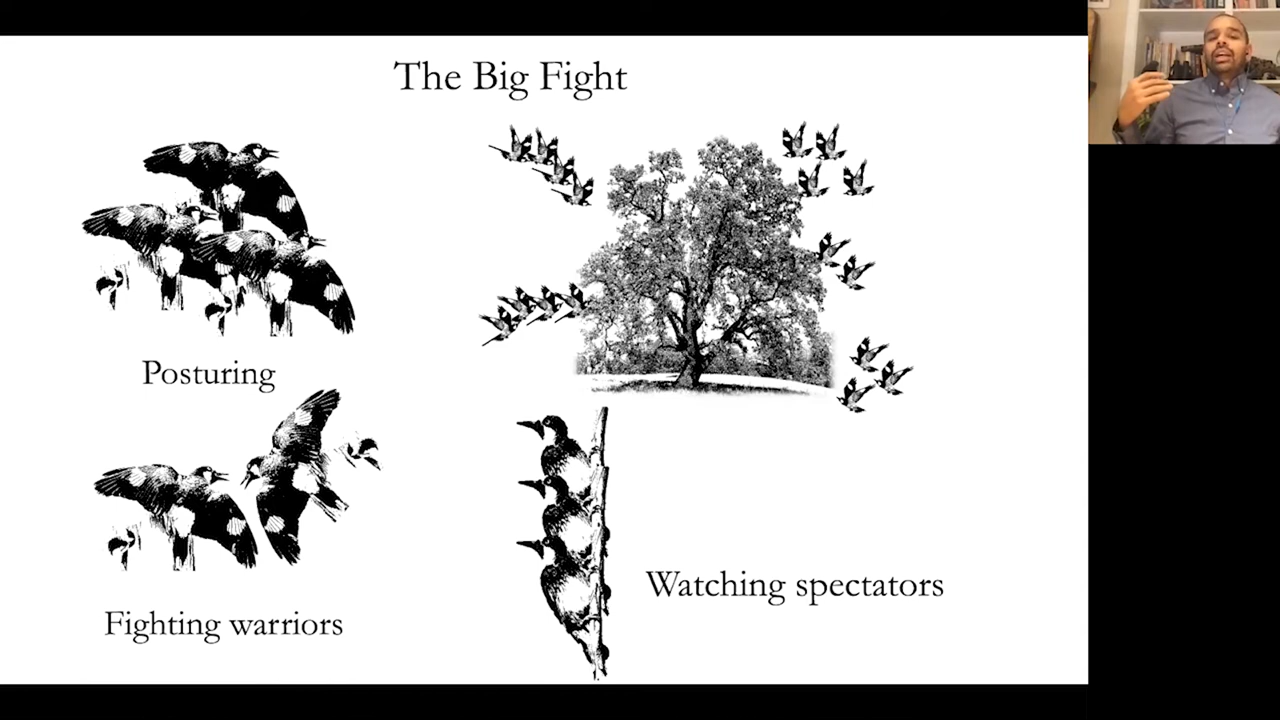 The Big Fight
Posturing
Fighting warriors
Watching spectators